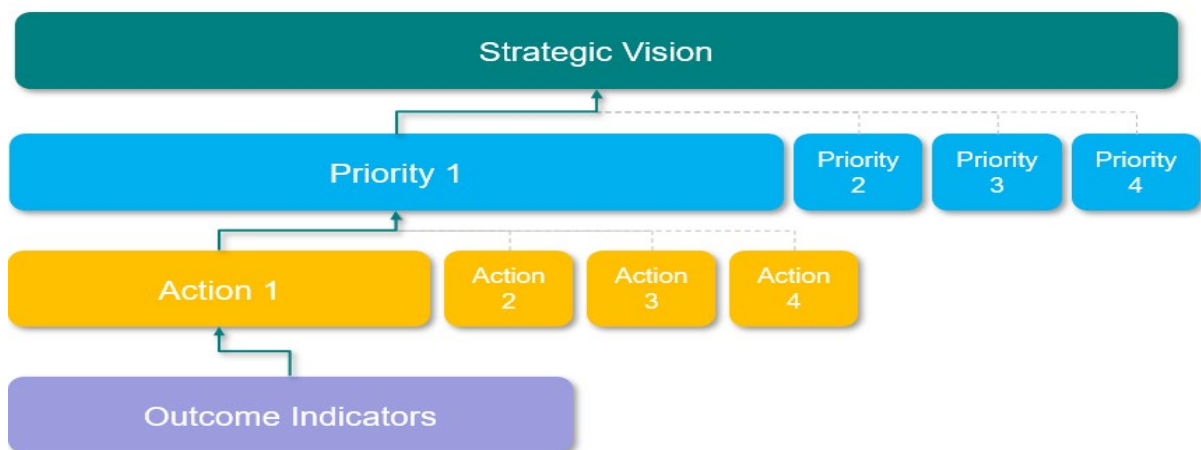 Strategic Vision
Priority 1
Priority
2
Priority
3
Priority
4
Action 1
Action
2
Action
3
Action
4
Outcome Indicators